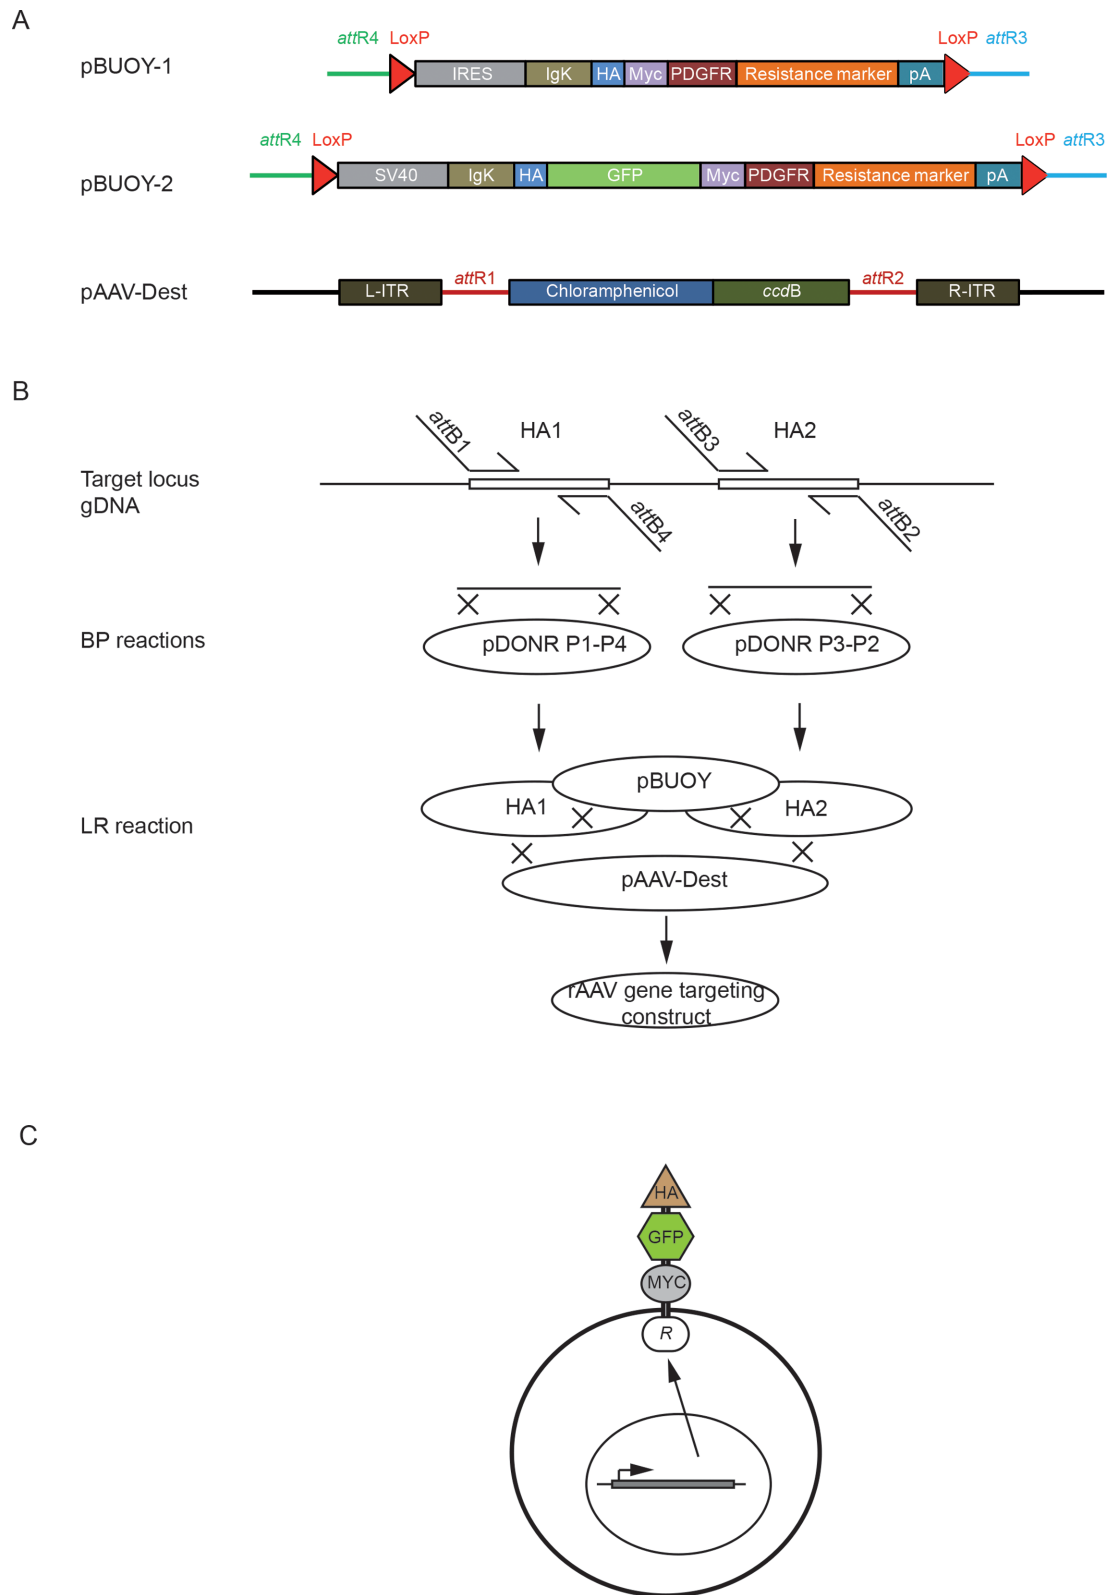 A
attR4 LoxP LoxP attR3
pBUOY-1
IRES IgK HA Myc PDGFR Resistance marker pA
attR4 LoxP LoxP attR3
pBUOY-2
SV40 IgK HA GFP Myc PDGFR Resistance marker pA
attR1 attR2
pAAV-Dest
L-ITR Chloramphenicol ccdB R-ITR
B
attB1 HA1 attB3 HA2
Target locus
gDNA
attB4 attB2
BP reactions
pDONR P1-P4 pDONR P3-P2
pBUOY
HA1 HA2
LR reaction
pAAV-Dest
rAAV gene targeting
construct
C
HA
GFP
MYC
R